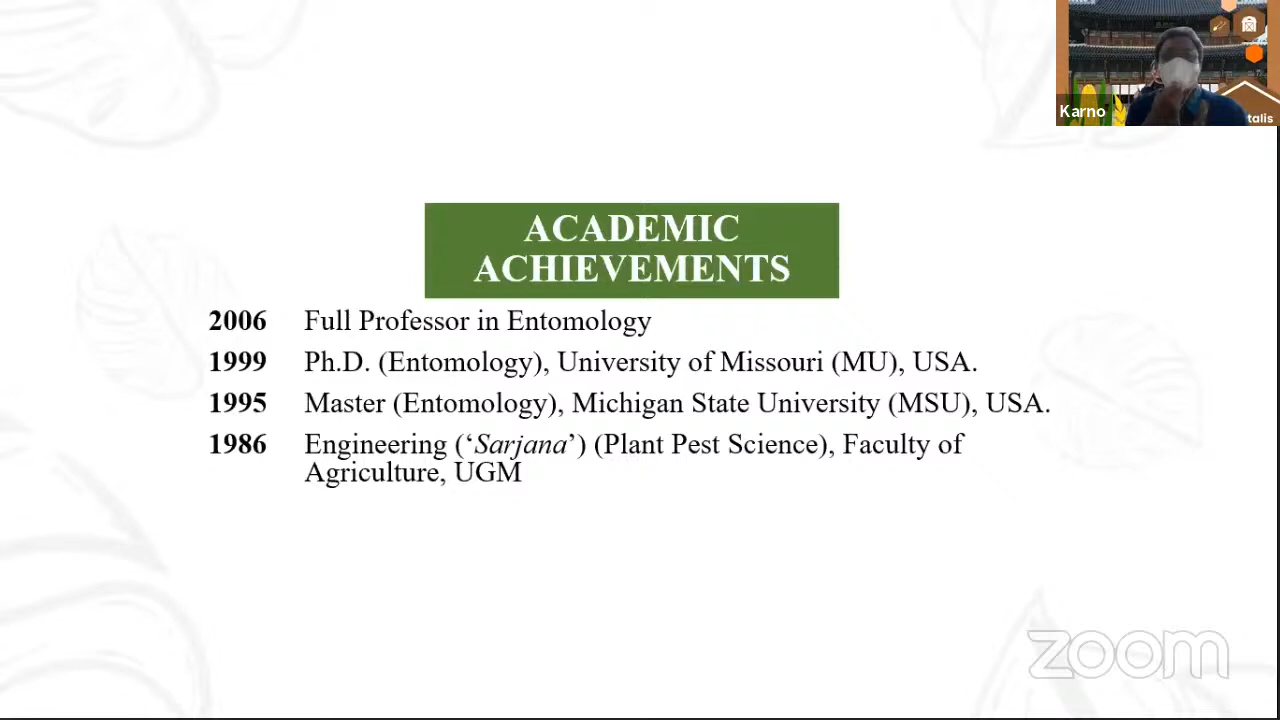 Karno
talis
ACADEMIC
ACHIEVEMENTS
2006 Full Professor in Entomology
1999 Ph.D. (Entomology), University of Missouri (MU), USA.
1995 Master (Entomology), Michigan State University (MSU), USA.
1986 Engineering (‘Sarjana’) (Plant Pest Science), Faculty of
Agriculture, UGM
zoom